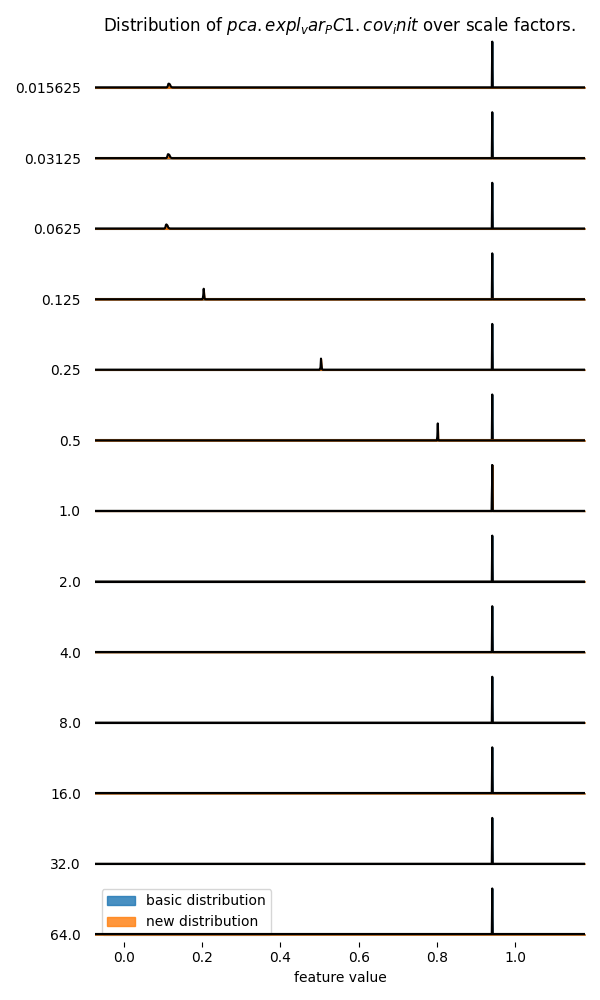 Distribution of pca.expl_var_PC1.cov_init over scale factors.
0.015625
0.03125
0.0625
0.125
0.25
0.5
1.0
2.0
4.0
8.0
16.0
32.0
64.0
basic distribution
new distribution
0.0 0.2 0.4 0.6 0.8 1.0
feature value